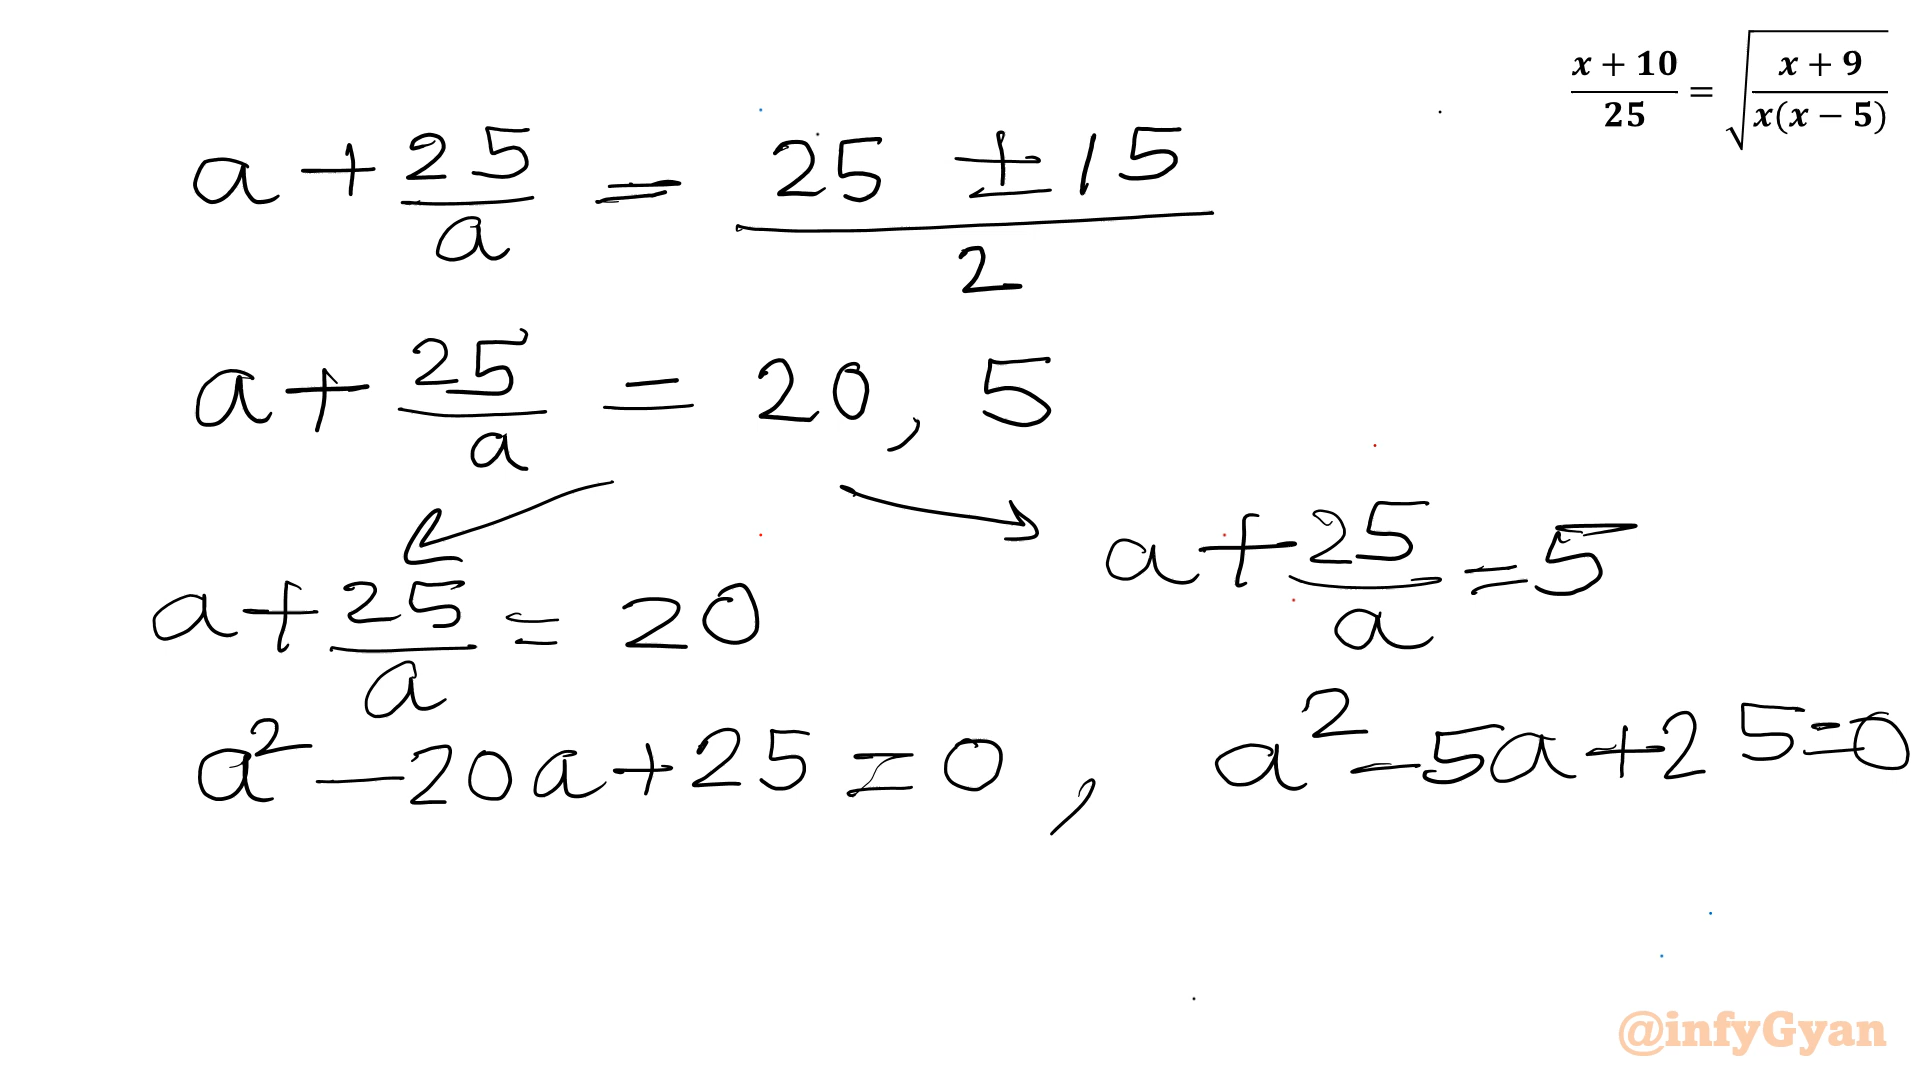 (x + 10)/25 = √((x + 9)/(x(x − 5)))
a + 25/a = (25 ± 15)/2
a + 25/a = 20, 5
a + 25/a = 20
a + 25/a = 5
a² − 20a + 25 = 0, a² − 5a + 25 = 0
@infyGyan